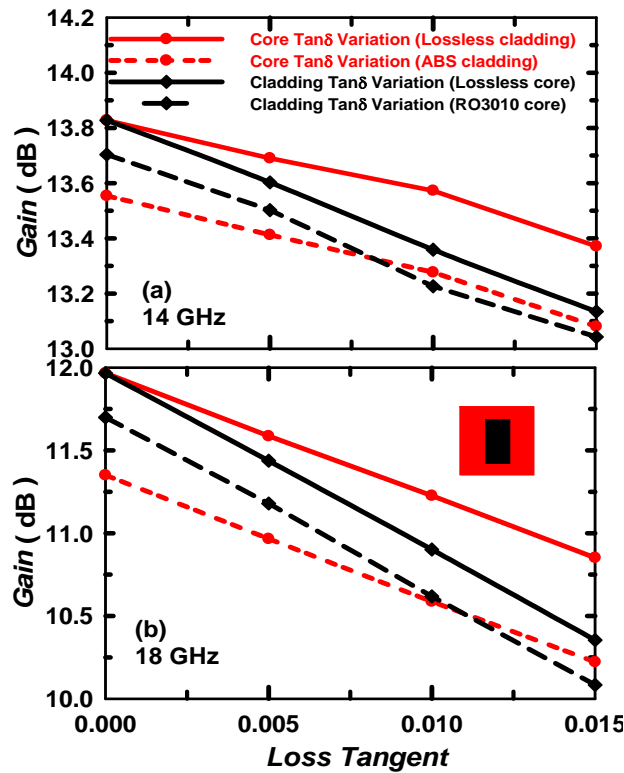 14.2
14.0
13.8
13.6
13.4
13.2
13.0
Gain ( dB)
Core Tanδ Variation (Lossless cladding)
Core Tanδ Variation (ABS cladding)
Cladding Tanδ Variation (Lossless core)
Cladding Tanδ Variation (RO3010 core)
(a)
14 GHz
12.0
11.5
11.0
10.5
10.0
Gain ( dB)
(b)
18 GHz
0.000 0.005 0.010 0.015
Loss Tangent